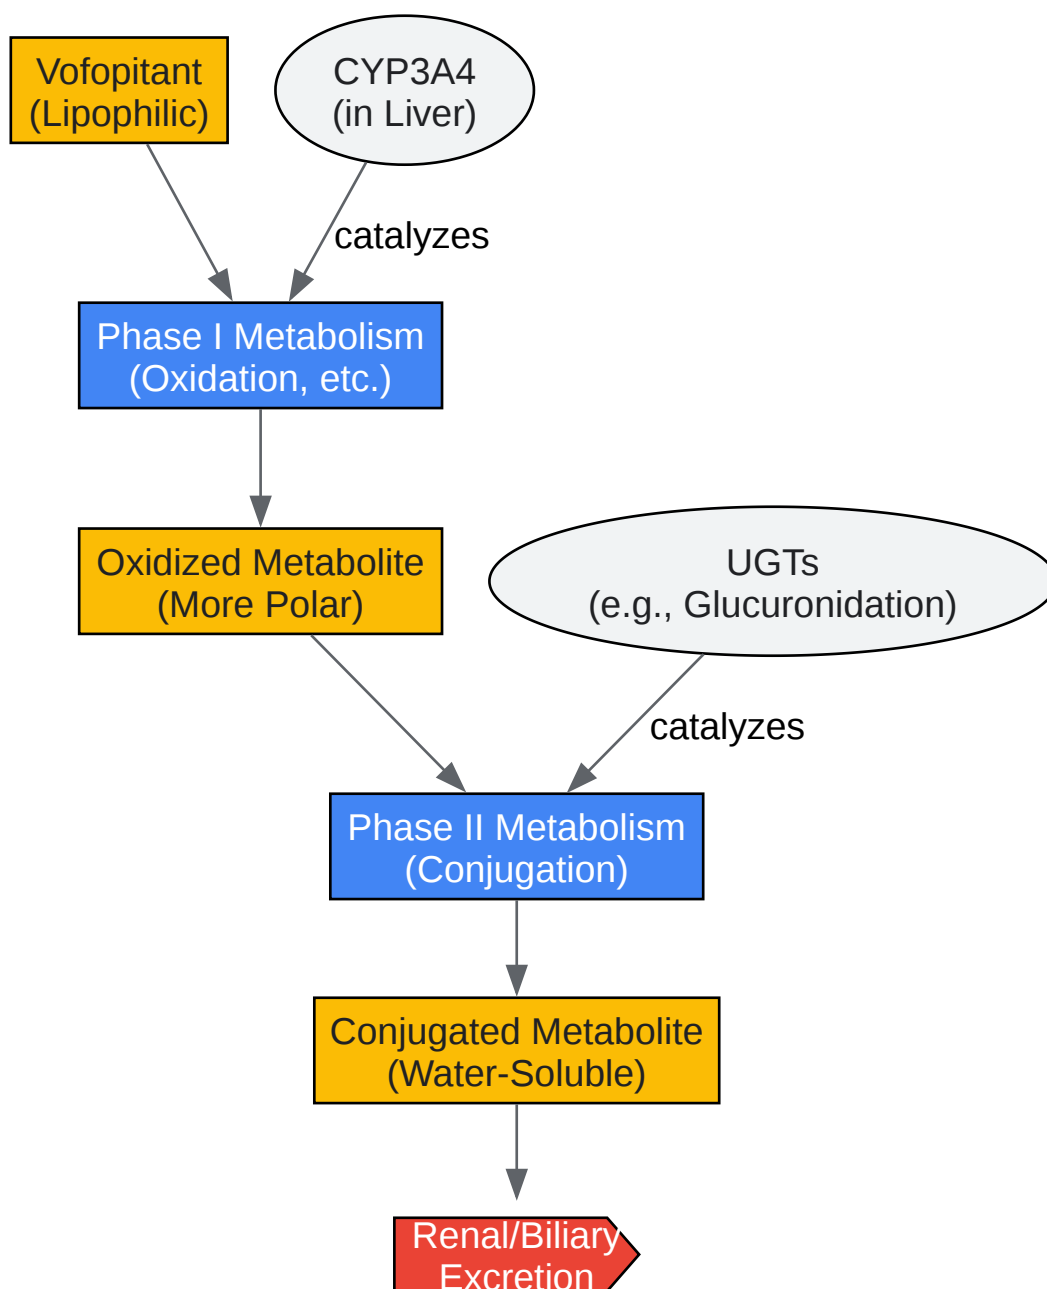 Vofopitant
(Lipophilic)
CYP3A4
(in Liver)
catalyzes
Phase I Metabolism
(Oxidation, etc.)
Oxidized Metabolite
(More Polar)
UGTs
(e.g., Glucuronidation)
catalyzes
Phase II Metabolism
(Conjugation)
Conjugated Metabolite
(Water-Soluble)
Renal/Biliary
Excretion